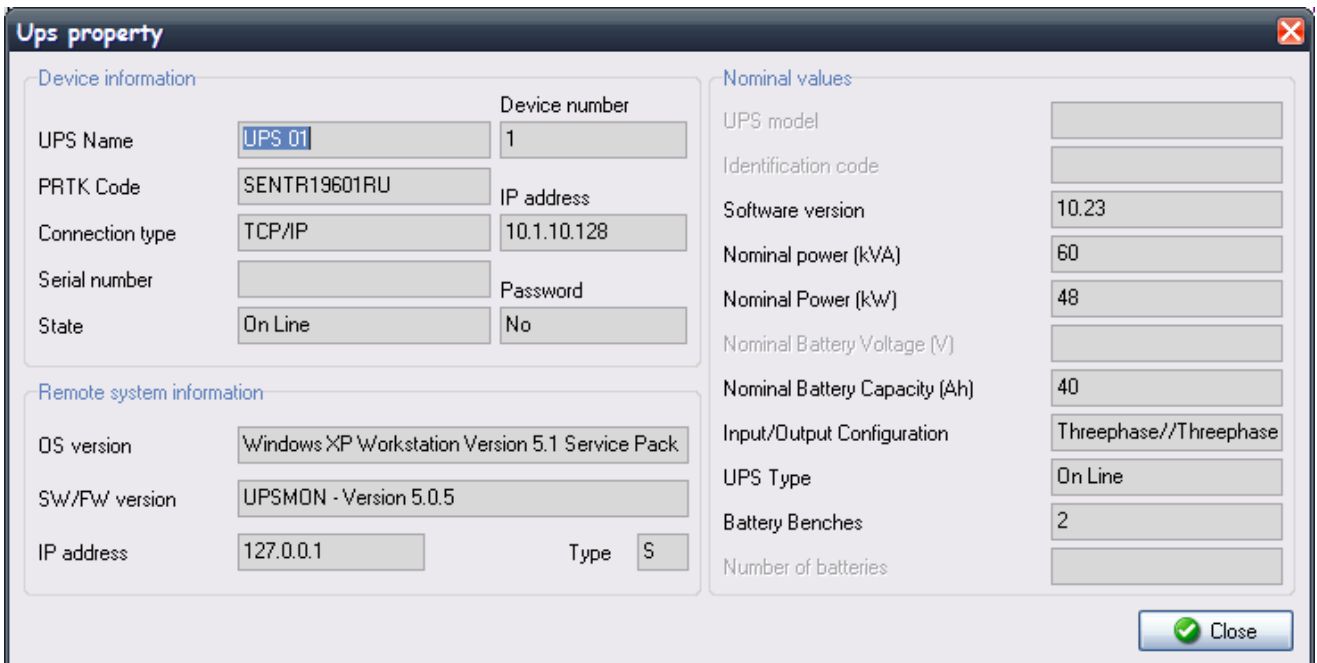 Ups property
Device information
Device number
UPS Name UPS 01 1
PRTK Code SENTR19601RU
IP address
Connection type TCP/IP 10.1.10.128
Serial number
Password
State On Line No
Remote system information
OS version Windows XP Workstation Version 5.1 Service Pack
SW/FW version UPSMON - Version 5.0.5
IP address 127.0.0.1 Type S
Nominal values
UPS model
Identification code
Software version 10.23
Nominal power (kVA) 60
Nominal Power (kW) 48
Nominal Battery Voltage (V)
Nominal Battery Capacity (Ah) 40
Input/Output Configuration Threephase//Threephase
UPS Type On Line
Battery Benches 2
Number of batteries
Close